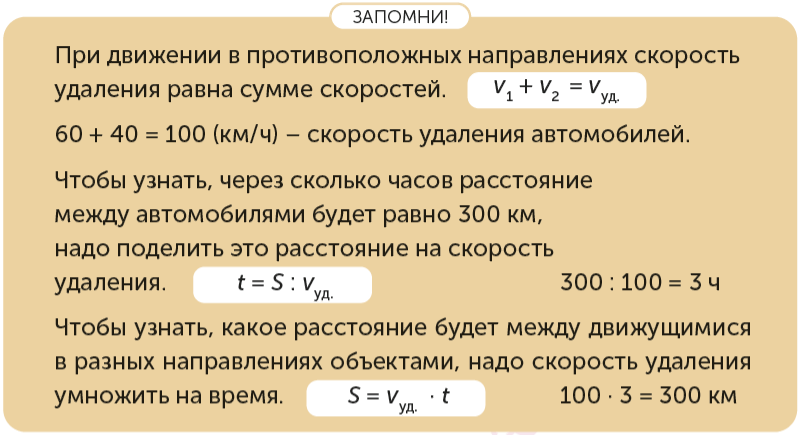 ЗАПОМНИ!
При движении в противоположных направлениях скорость
удаления равна сумме скоростей. v₁ + v₂ = vуд.
60 + 40 = 100 (км/ч) – скорость удаления автомобилей.
Чтобы узнать, через сколько часов расстояние
между автомобилями будет равно 300 км,
надо поделить это расстояние на скорость
удаления. t = S : vуд. 300 : 100 = 3 ч
Чтобы узнать, какое расстояние будет между движущимися
в разных направлениях объектами, надо скорость удаления
умножить на время. S = vуд. · t 100 · 3 = 300 км